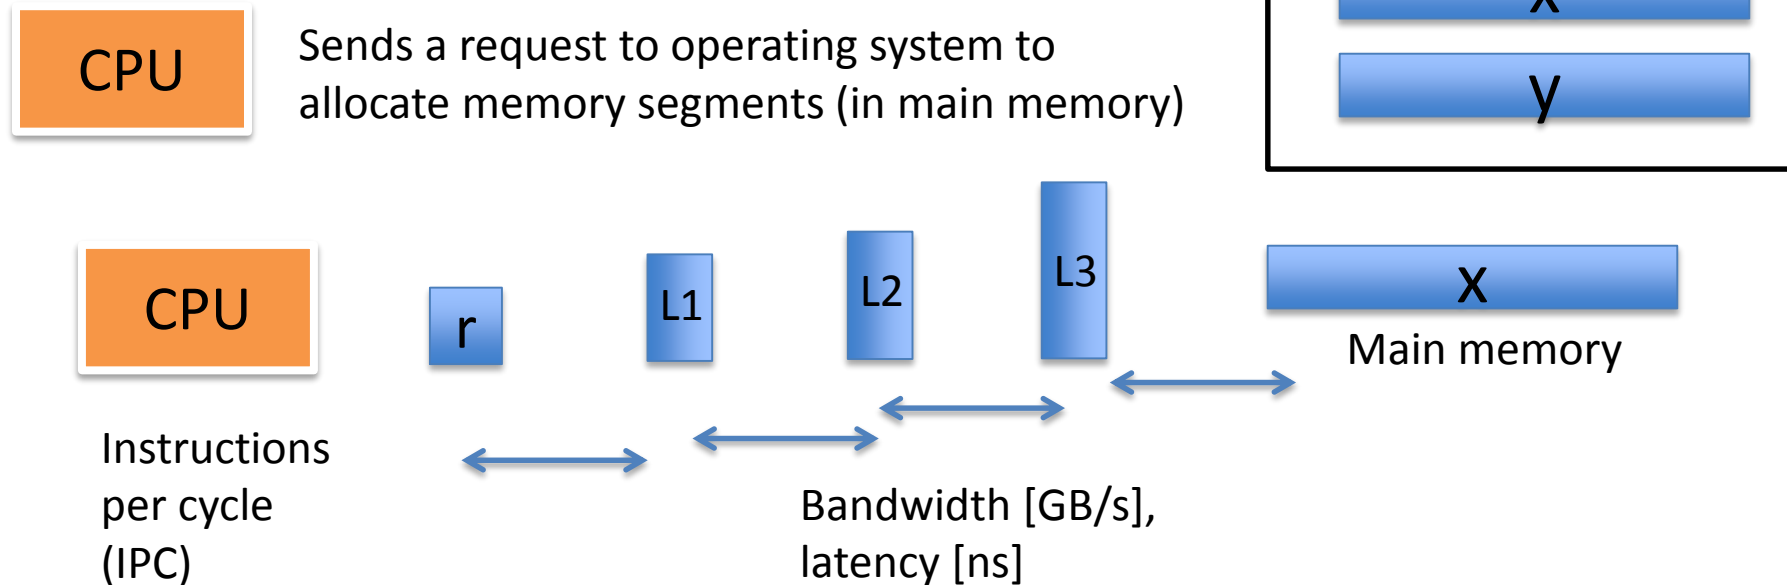 x
CPU
Sends a request to operating system to
allocate memory segments (in main memory)
y
CPU
r
L1
L2
L3
x
Main memory
Instructions
per cycle
(IPC)
Bandwidth [GB/s],
latency [ns]